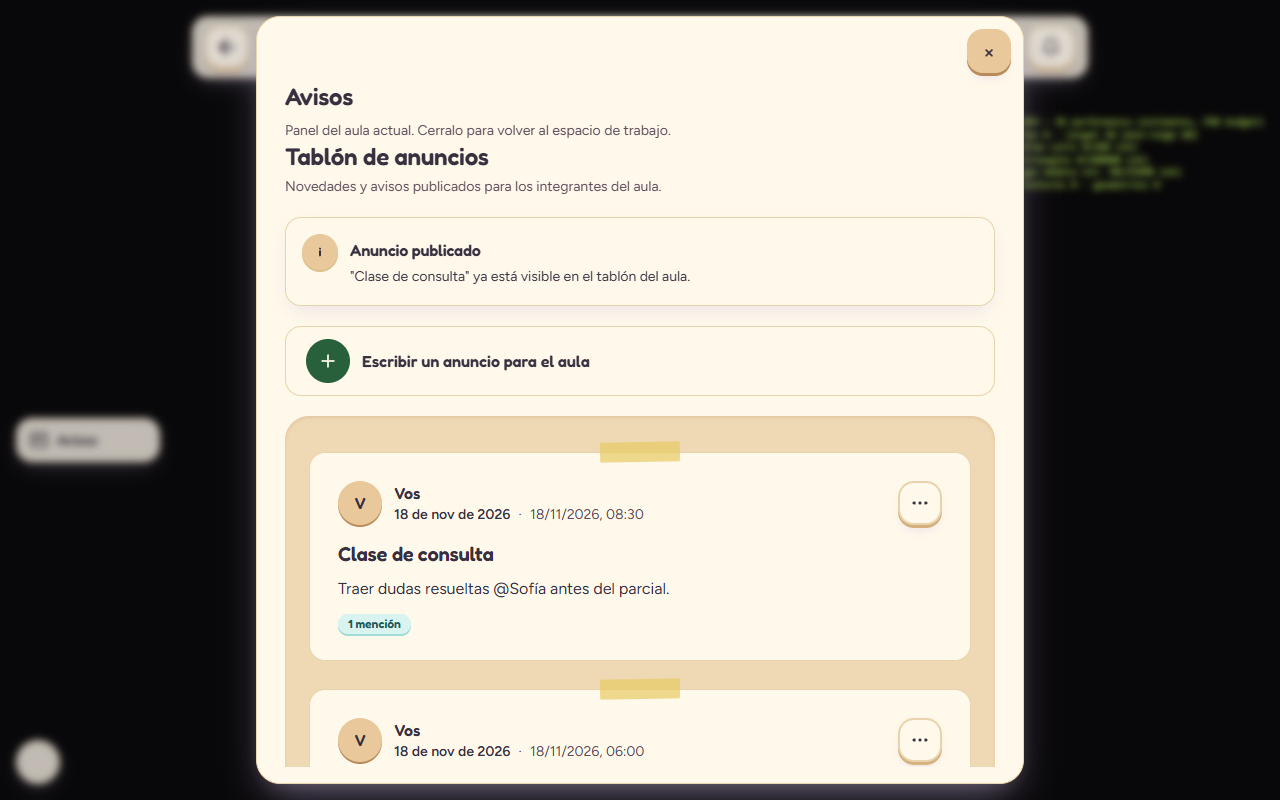 ×
Avisos
Panel del aula actual. Cerralo para volver al espacio de trabajo.
Tablón de anuncios
Novedades y avisos publicados para los integrantes del aula.
i
Anuncio publicado
"Clase de consulta" ya está visible en el tablón del aula.
+ Escribir un anuncio para el aula
Avisos
V
Vos
18 de nov de 2026 · 18/11/2026, 08:30
...
Clase de consulta
Traer dudas resueltas @Sofía antes del parcial.
1 mención
V
Vos
18 de nov de 2026 · 18/11/2026, 06:00
...